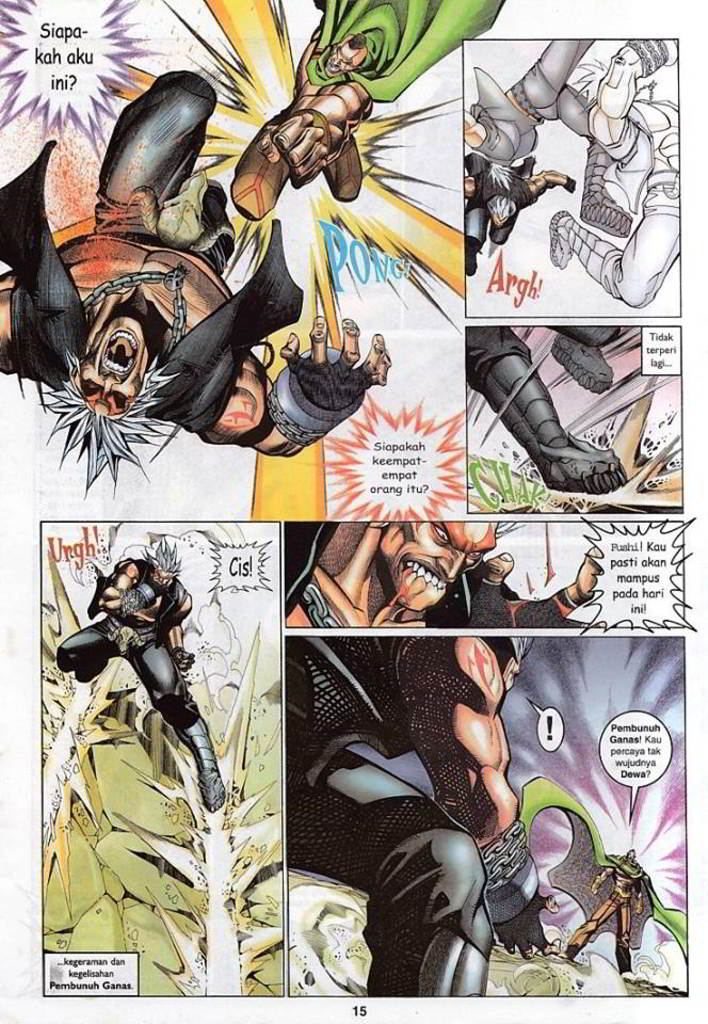 Siapa-
kah aku
ini?
PONG!
Argh!
Siapakah
keempat-
empat
orang itu?
Tidak
terperi
lagi...
CHAK
Urgh!
Cis!
Rushi! Kau
pasti akan
mampus
pada hari
ini!
!
Pembunuh
Ganas! Kau
percaya tak
wujudnya
Dewa?
...kegeraman dan
kegelisahan
Pembunuh Ganas.
15